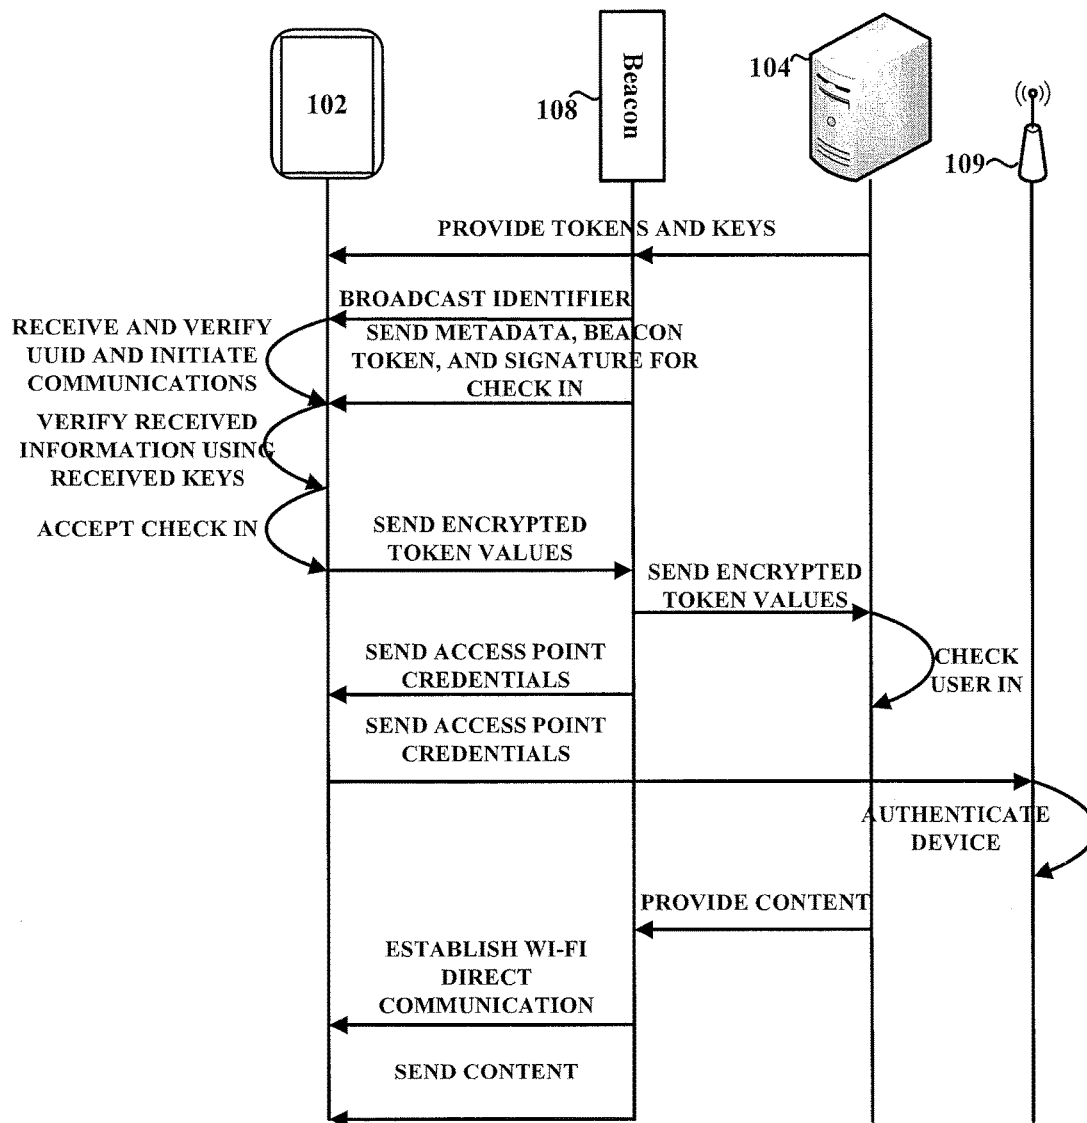 102
Beacon
108
104
109
PROVIDE TOKENS AND KEYS
BROADCAST IDENTIFIER
RECEIVE AND VERIFY
UUID AND INITIATE
COMMUNICATIONS
SEND METADATA, BEACON
TOKEN, AND SIGNATURE FOR
CHECK IN
VERIFY RECEIVED
INFORMATION USING
RECEIVED KEYS
ACCEPT CHECK IN
SEND ENCRYPTED
TOKEN VALUES
SEND ENCRYPTED
TOKEN VALUES
CHECK
USER IN
SEND ACCESS POINT
CREDENTIALS
SEND ACCESS POINT
CREDENTIALS
AUTHENTICATE
DEVICE
PROVIDE CONTENT
ESTABLISH WI-FI
DIRECT
COMMUNICATION
SEND CONTENT